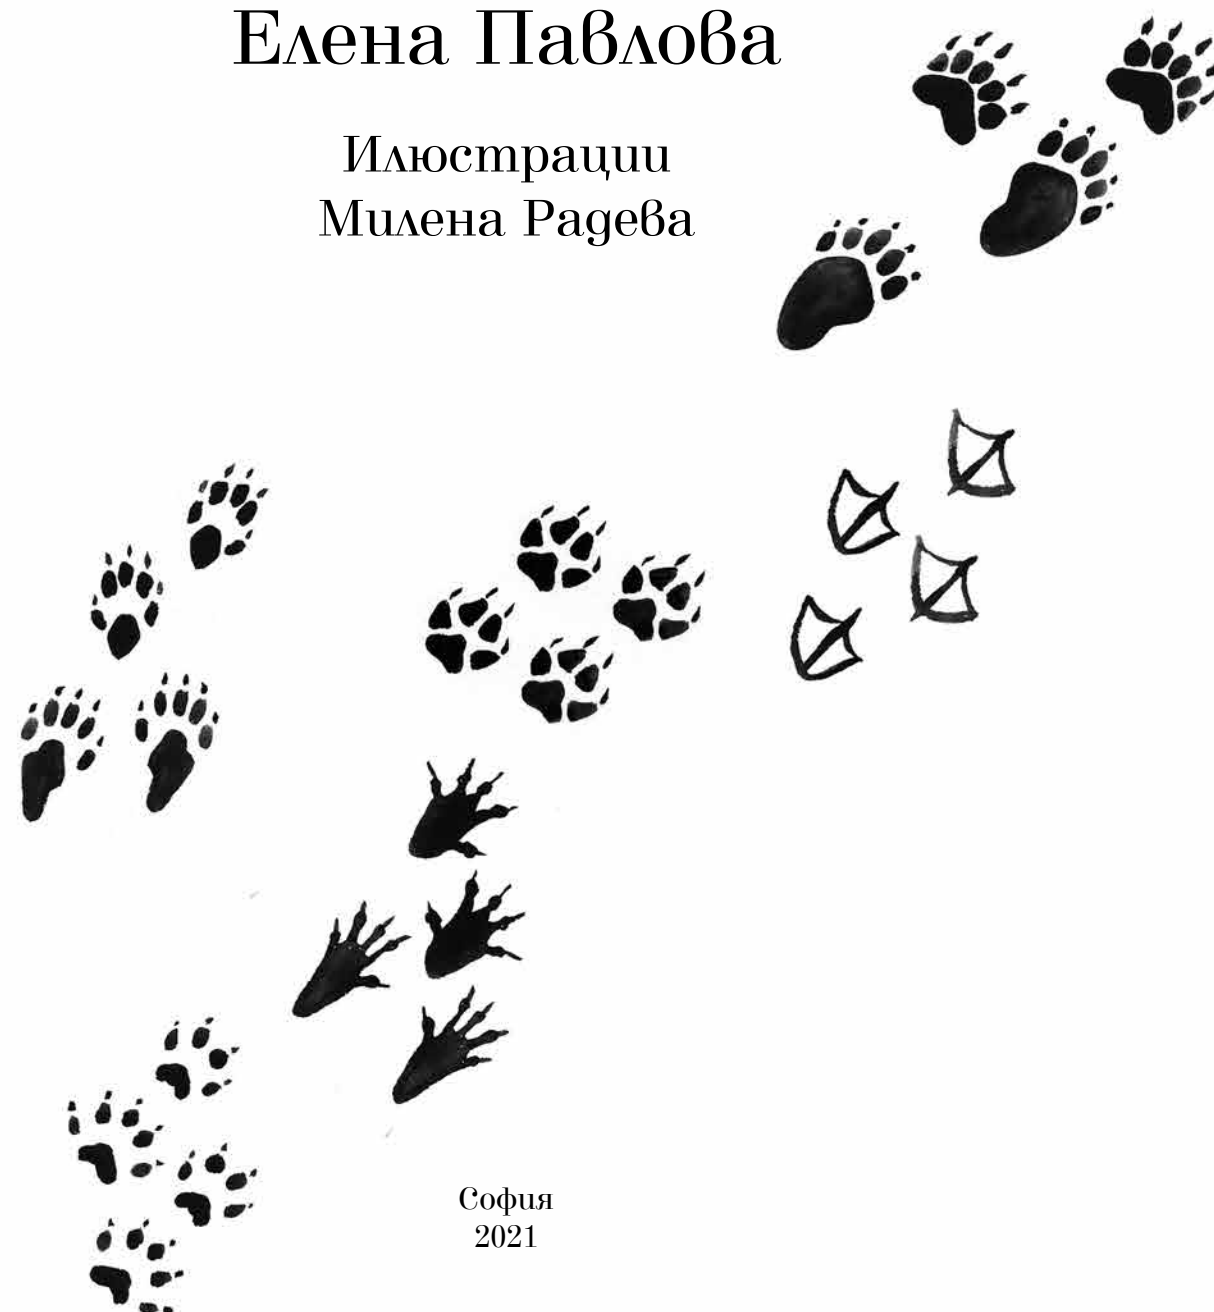 Елена Павлова
Илюстрации
Милена Радева
София
2021